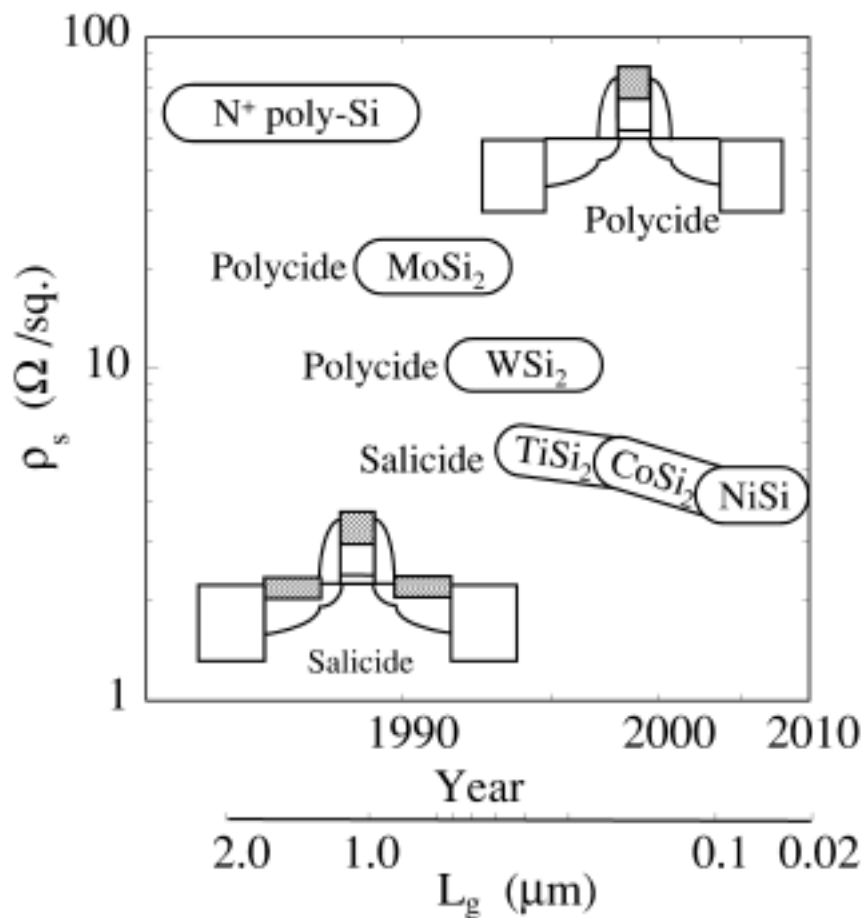 100
N⁺ poly-Si
Polycide
Polycide MoSi₂
10
Polycide WSi₂
ρₛ (Ω /sq.)
Salicide TiSi₂ CoSi₂ NiSi
Salicide
1
1990 2000 2010
Year
2.0 1.0 0.1 0.02
L_g (μm)